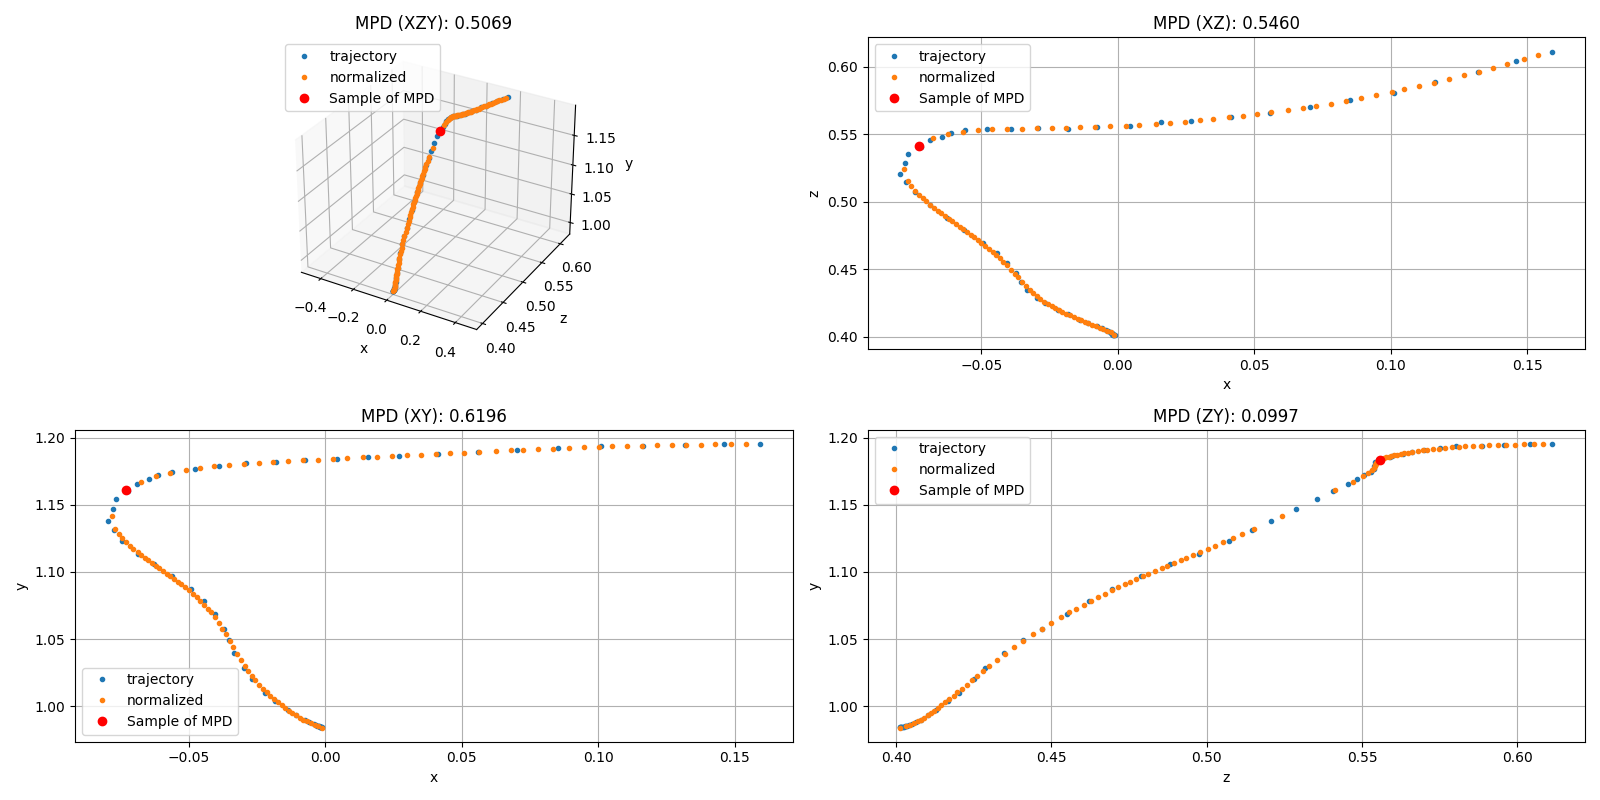 MPD (XZY): 0.5069
trajectory
normalized
Sample of MPD
1.15
1.10
1.05
1.00
y
−0.4
−0.2
0.0
0.2
0.4
x
0.40
0.45
0.50
0.55
0.60
z
MPD (XZ): 0.5460
trajectory
normalized
Sample of MPD
0.60
0.55
0.50
0.45
0.40
z
−0.05 0.00 0.05 0.10 0.15
x
MPD (XY): 0.6196
1.20
1.15
1.10
1.05
1.00
y
trajectory
normalized
Sample of MPD
−0.05 0.00 0.05 0.10 0.15
x
MPD (ZY): 0.0997
trajectory
normalized
Sample of MPD
1.20
1.15
1.10
1.05
1.00
y
0.40 0.45 0.50 0.55 0.60
z